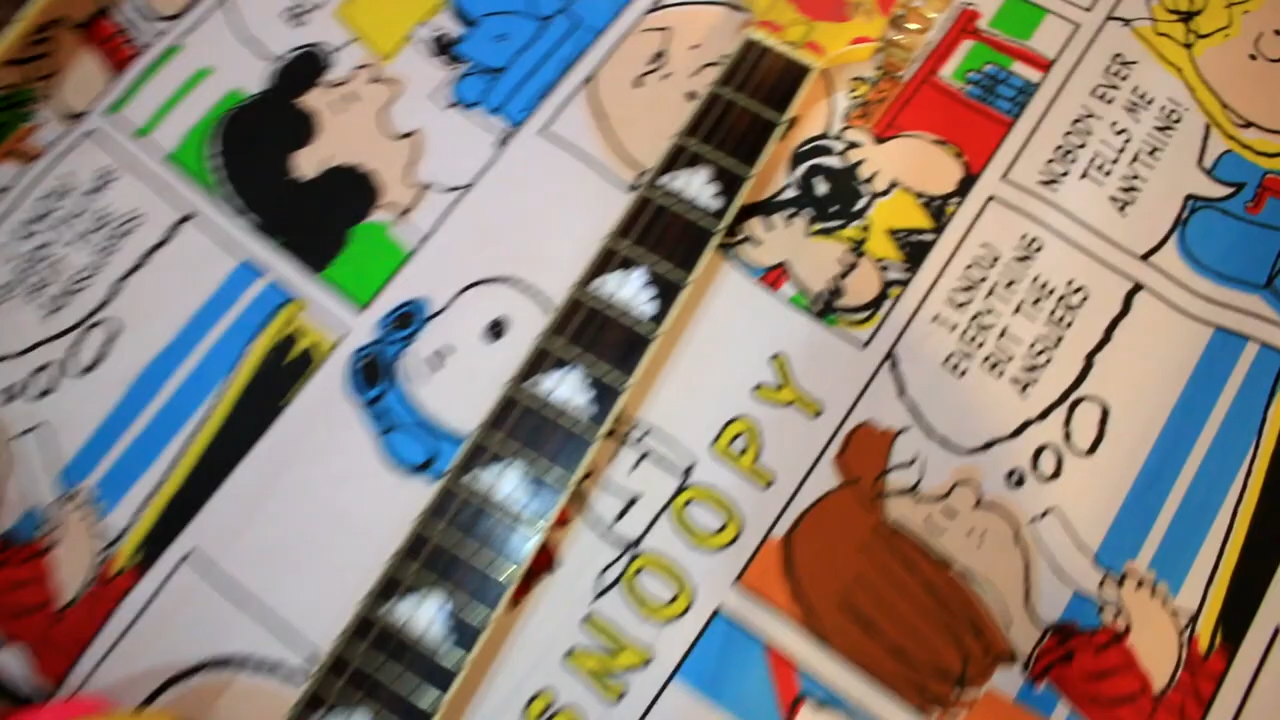 NOBODY EVER
TELLS ME
ANYTHING!
I KNOW
EVERYTHING
BUT THE
ANSWERS
SNOOPY